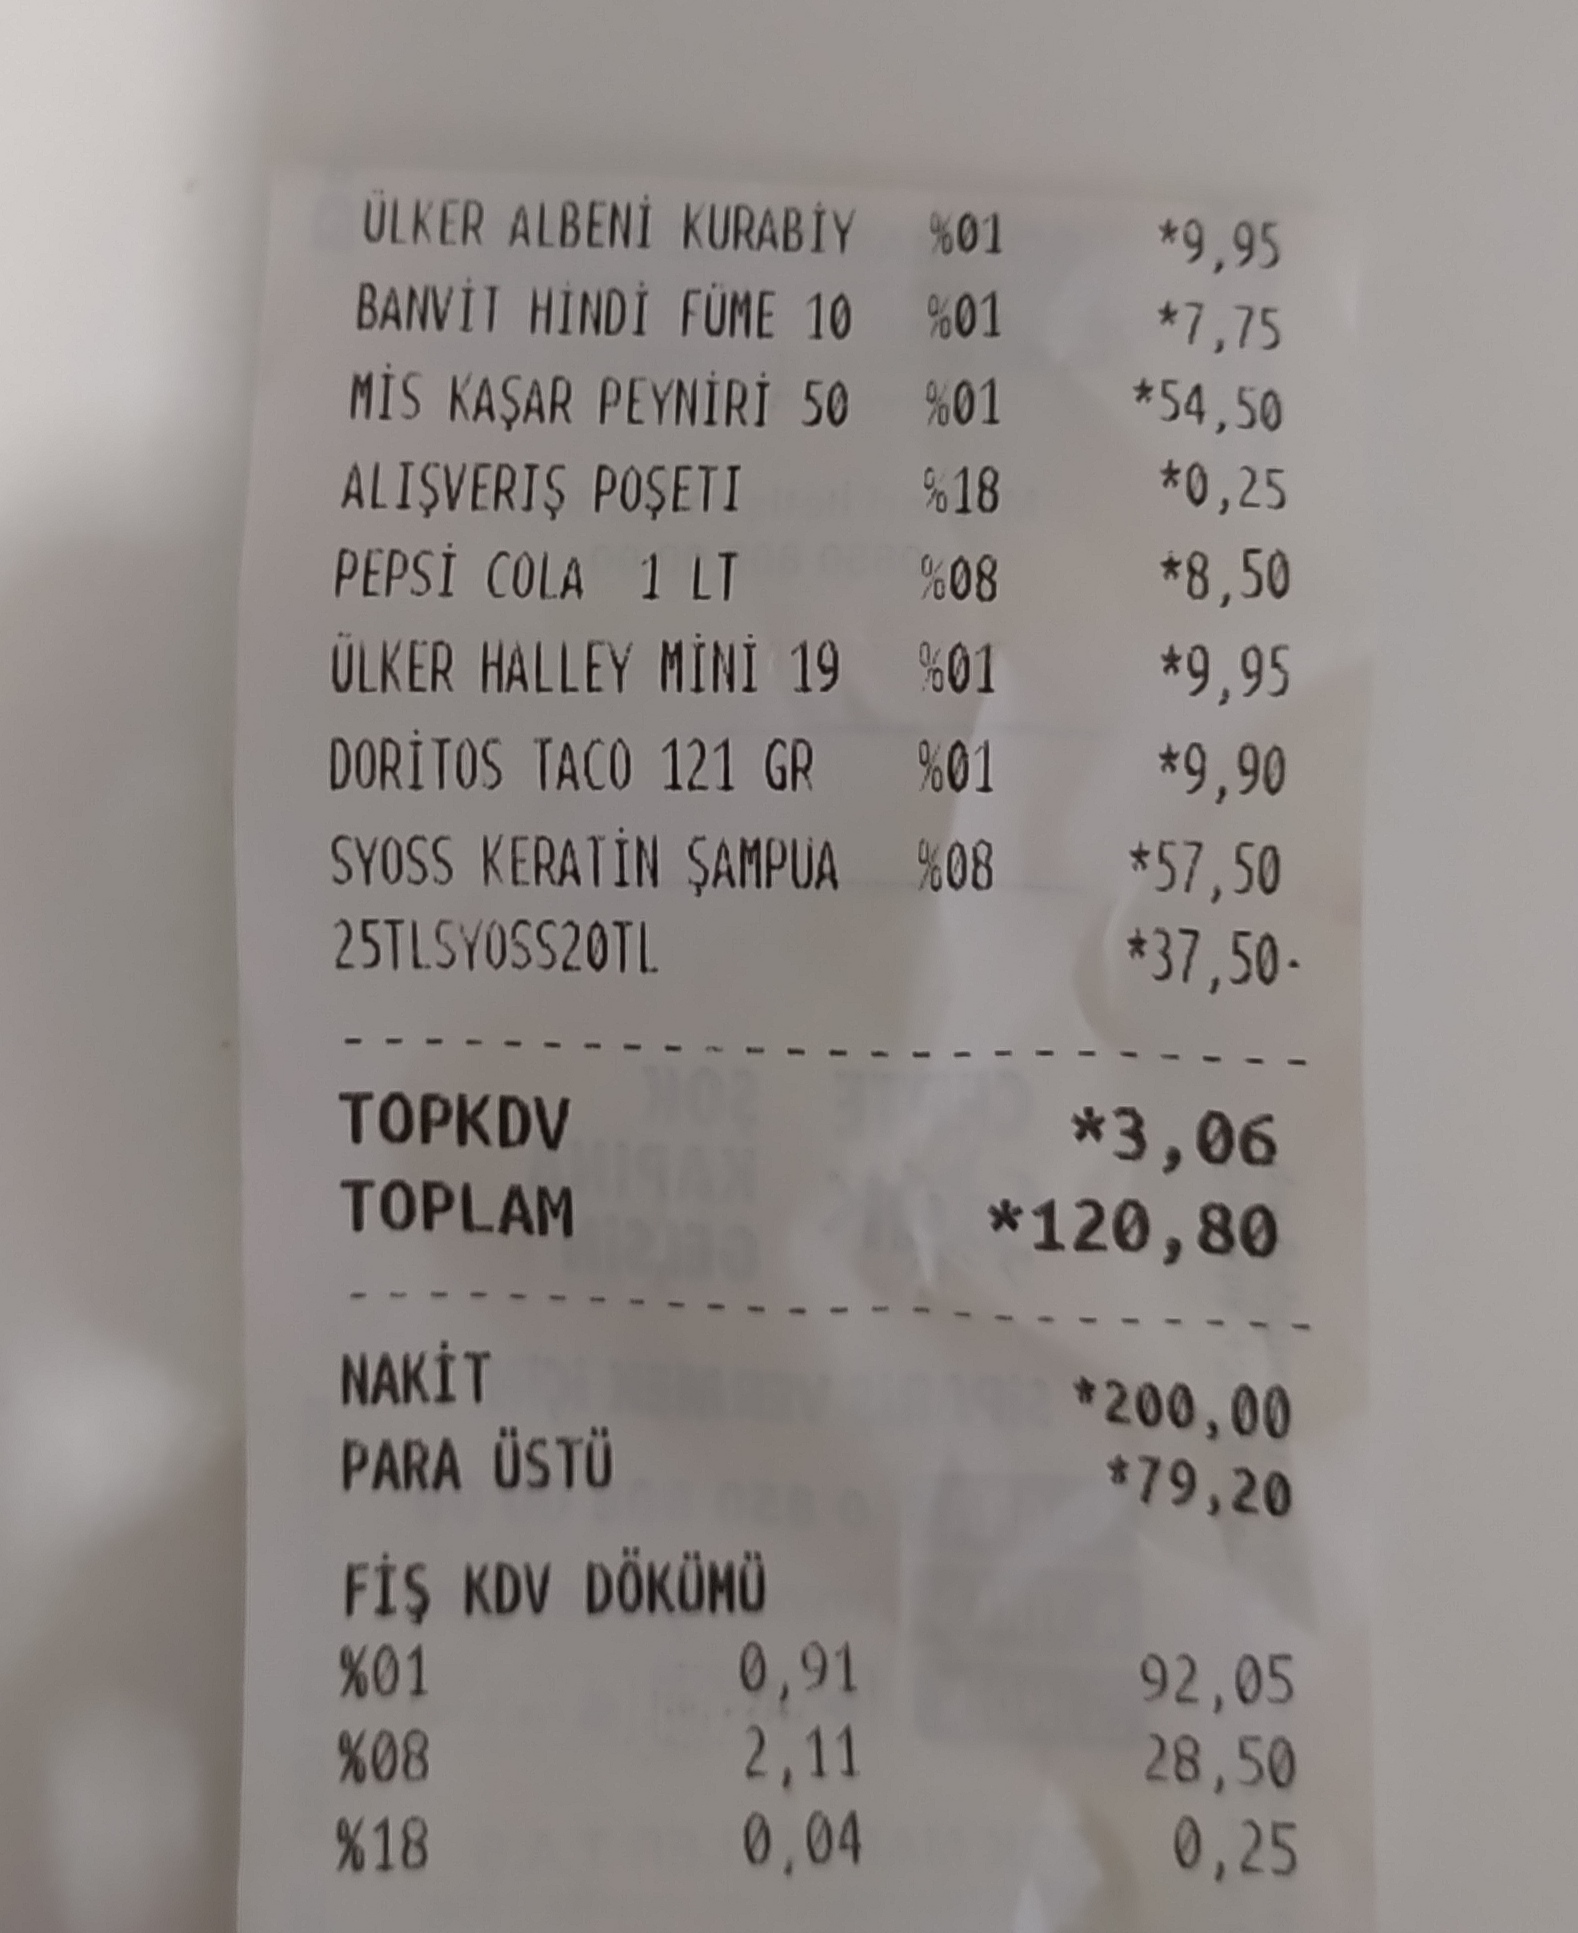 ÜLKER ALBENİ KURABİY %01 *9,95
BANVİT HİNDİ FÜME 10 %01 *7,75
MİS KAŞAR PEYNİRİ 50 %01 *54,50
ALIŞVERIŞ POŞETI %18 *0,25
PEPSİ COLA 1 LT %08 *8,50
ÜLKER HALLEY MİNİ 19 %01 *9,95
DORİTOS TACO 121 GR %01 *9,90
SYOSS KERATİN ŞAMPUA %08 *57,50
25TLSYOSS20TL *37,50-
TOPKDV *3,06
TOPLAM *120,80
NAKİT *200,00
PARA ÜSTÜ *79,20
FİŞ KDV DÖKÜMÜ
%01 0,91 92,05
%08 2,11 28,50
%18 0,04 0,25